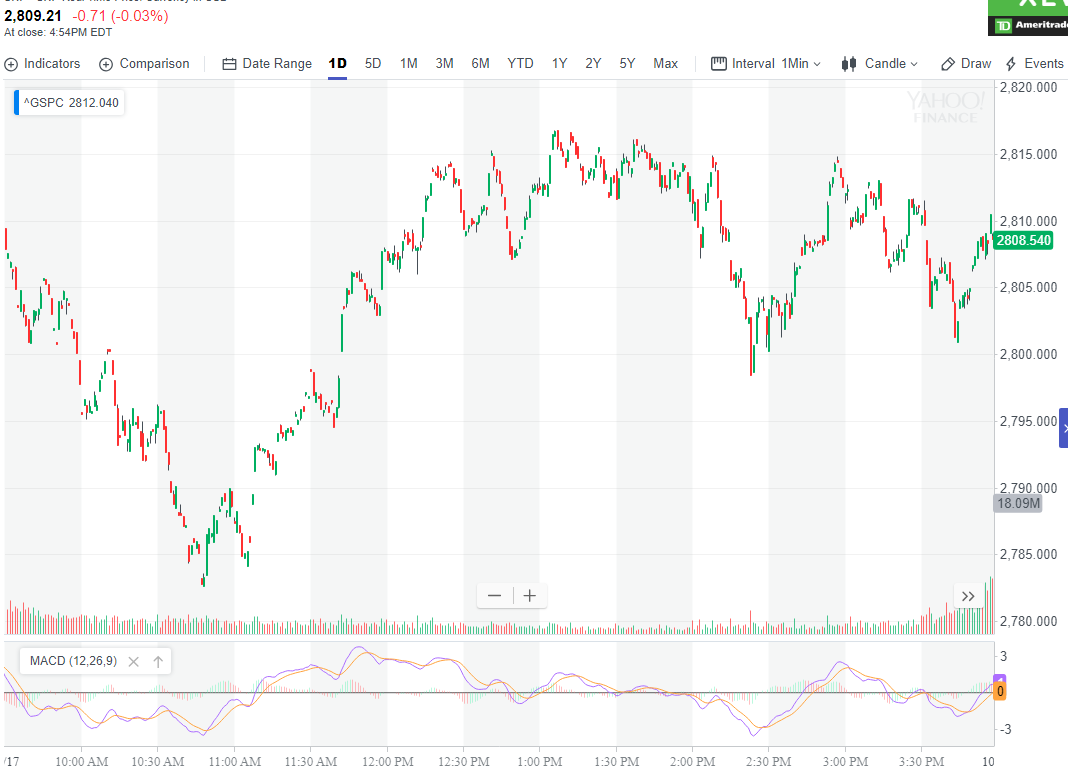 2,809.21 -0.71 (-0.03%)
At close: 4:54PM EDT
TD Ameritrade
Indicators Comparison Date Range 1D 5D 1M 3M 6M YTD 1Y 2Y 5Y Max Interval 1Min Candle Draw Events
^GSPC 2812.040
YAHOO!
FINANCE
2,820.000
2,815.000
2,810.000
2808.540
2,805.000
2,800.000
2,795.000
2,790.000
18.09M
2,785.000
2,780.000
MACD (12,26,9)
3
0
-3
/17 10:00 AM 10:30 AM 11:00 AM 11:30 AM 12:00 PM 12:30 PM 1:00 PM 1:30 PM 2:00 PM 2:30 PM 3:00 PM 3:30 PM 10